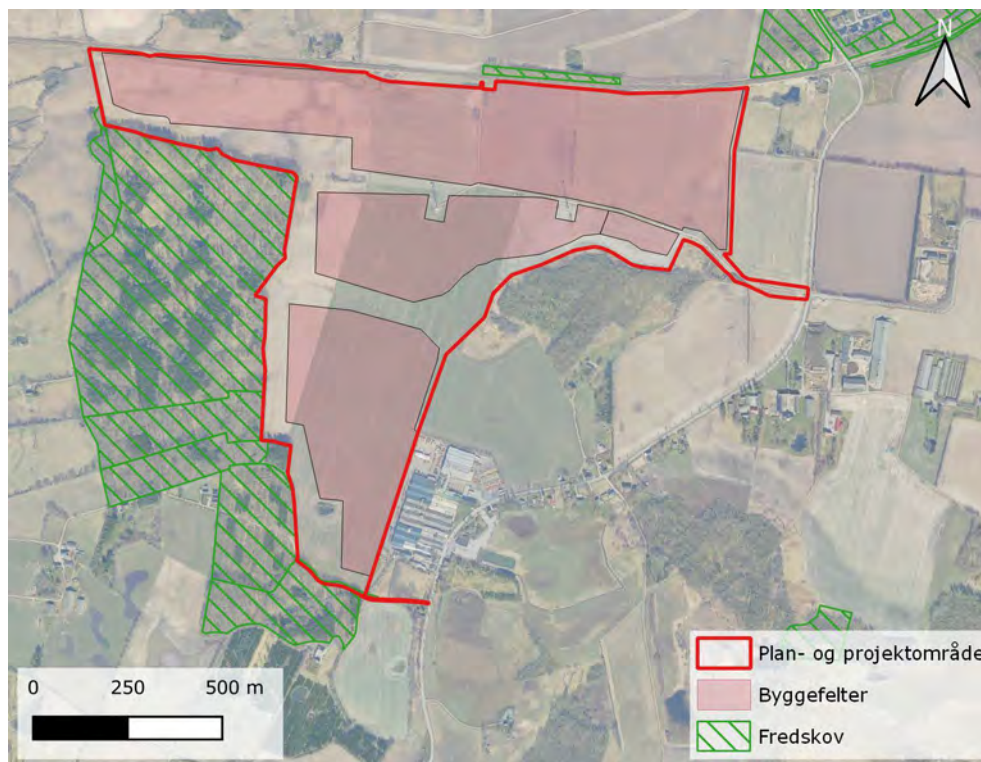 N
Plan- og projektområde
Byggefelter
Fredskov
0 250 500 m